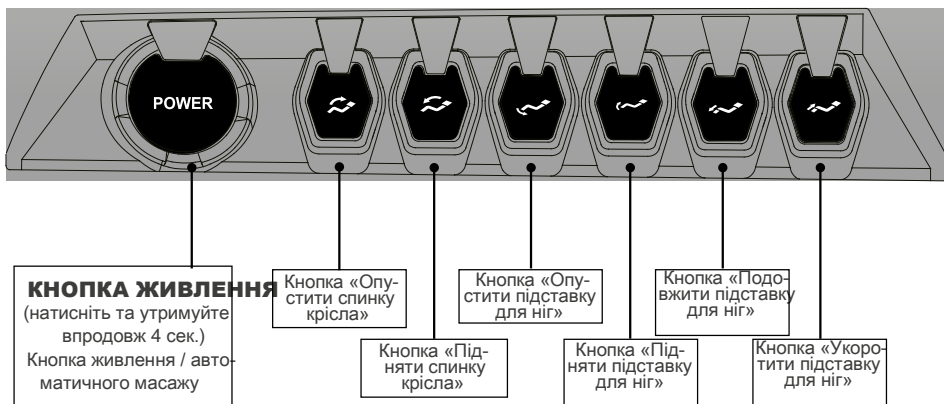 POWER
КНОПКА ЖИВЛЕННЯ
(натисніть та утримуйте
впродовж 4 сек.)
Кнопка живлення / авто-
матичного масажу
Кнопка «Опу-
стити спинку
крісла»
Кнопка «Під-
няти спинку
крісла»
Кнопка «Опу-
стити підставку
для ніг»
Кнопка «Під-
няти підставку
для ніг»
Кнопка «Подо-
вжити підставку
для ніг»
Кнопка «Укоро-
тити підставку
для ніг»